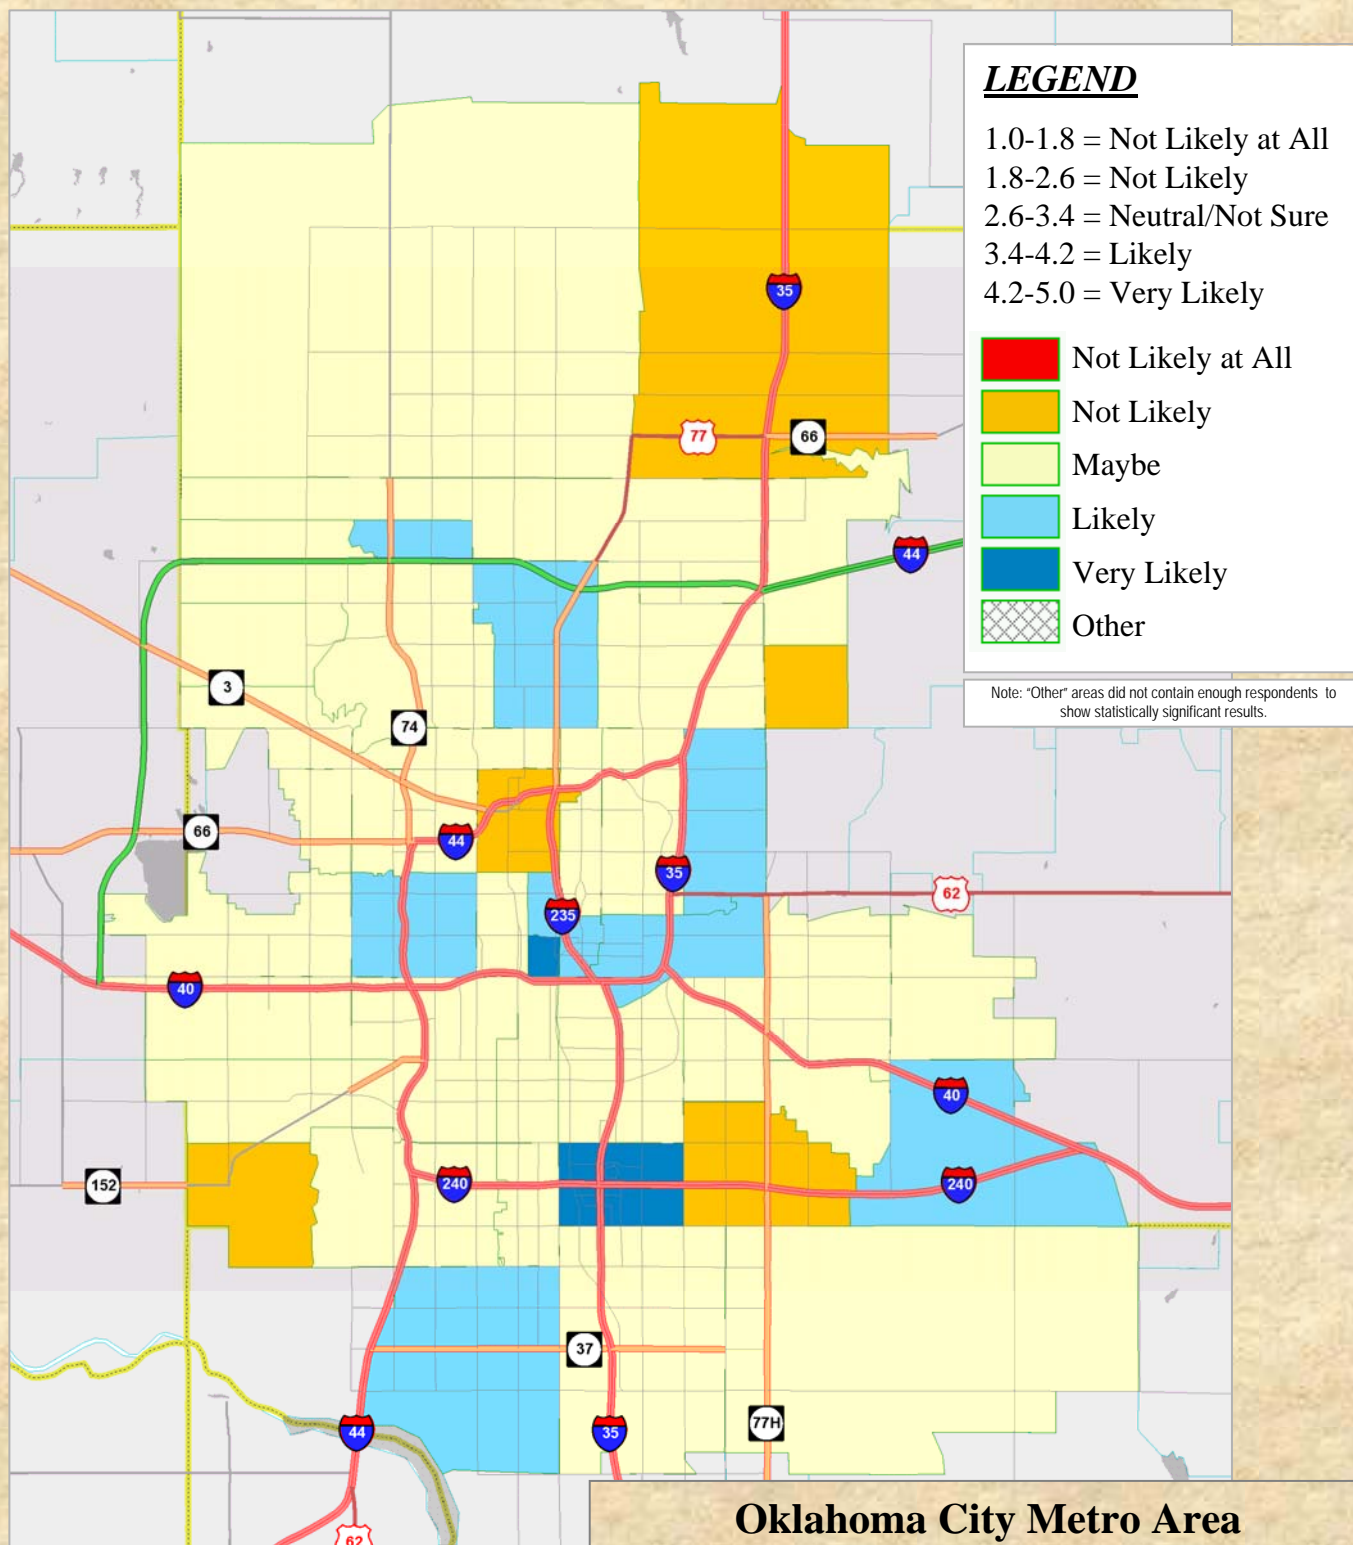 LEGEND
1.0-1.8 = Not Likely at All
1.8-2.6 = Not Likely
2.6-3.4 = Neutral/Not Sure
3.4-4.2 = Likely
4.2-5.0 = Very Likely
Not Likely at All
Not Likely
Maybe
Likely
Very Likely
Other
Note: “Other” areas did not contain enough respondents to
show statistically significant results.
35
77
66
44
3
74
66
44
35
62
235
40
40
152
240
240
37
44
35
77H
62
Oklahoma City Metro Area